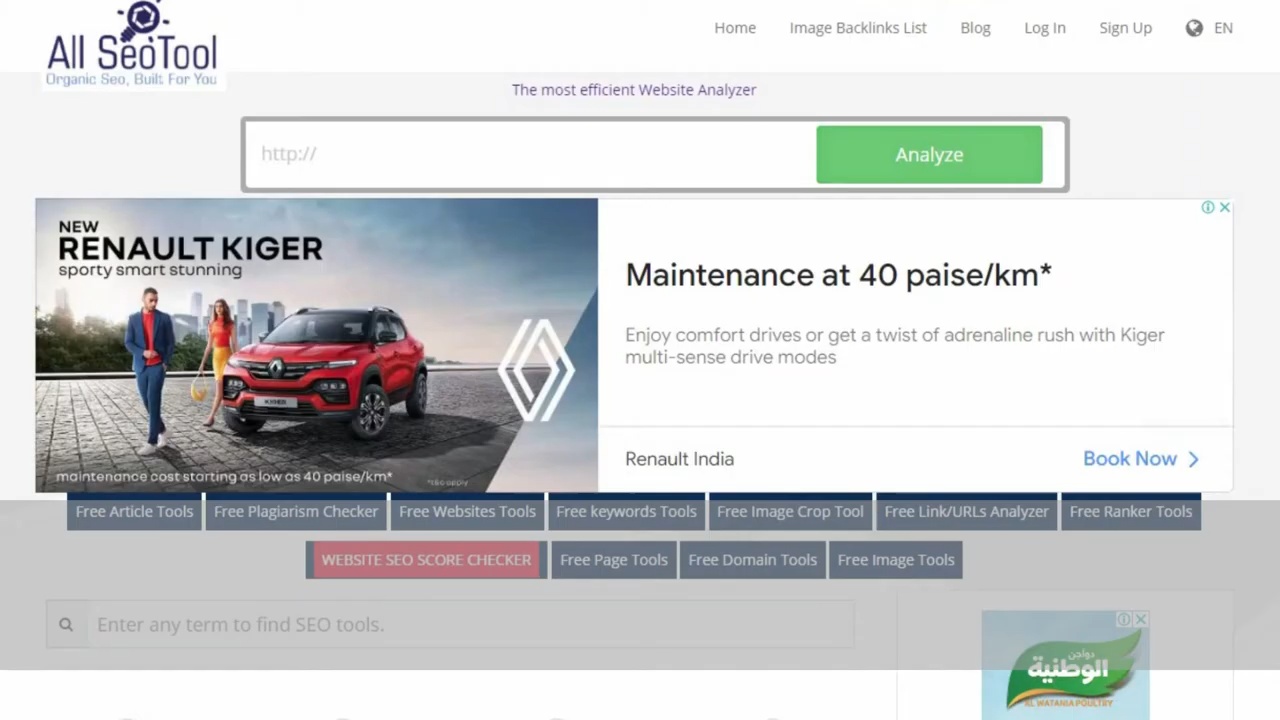 All SeoTool
Organic Seo, Built For You
Home
Image Backlinks List
Blog
Log In
Sign Up
EN
The most efficient Website Analyzer
http://
Analyze
NEW
RENAULT KIGER
sporty smart stunning
KIGER
maintenance cost starting as low as 40 paise/km*
*t&c apply
Maintenance at 40 paise/km*
Enjoy comfort drives or get a twist of adrenaline rush with Kiger
multi-sense drive modes
Renault India
Book Now
Free Article Tools
Free Plagiarism Checker
Free Websites Tools
Free keywords Tools
Free Image Crop Tool
Free Link/URLs Analyzer
Free Ranker Tools
WEBSITE SEO SCORE CHECKER
Free Page Tools
Free Domain Tools
Free Image Tools
Enter any term to find SEO tools.
دواجن
الوطنية
AL WATANIA POULTRY